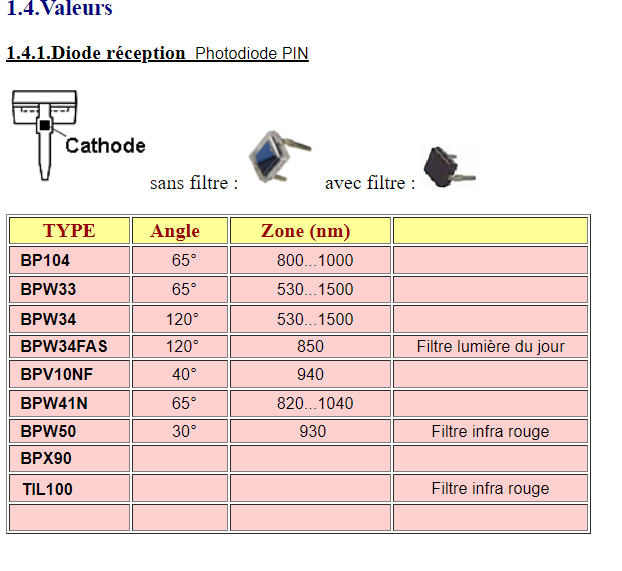 1.4.Valeurs
1.4.1.Diode réception Photodiode PIN
Cathode
sans filtre : avec filtre :
TYPE Angle Zone (nm)
BP104 65° 800...1000
BPW33 65° 530...1500
BPW34 120° 530...1500
BPW34FAS 120° 850 Filtre lumière du jour
BPV10NF 40° 940
BPW41N 65° 820...1040
BPW50 30° 930 Filtre infra rouge
BPX90
TIL100 Filtre infra rouge